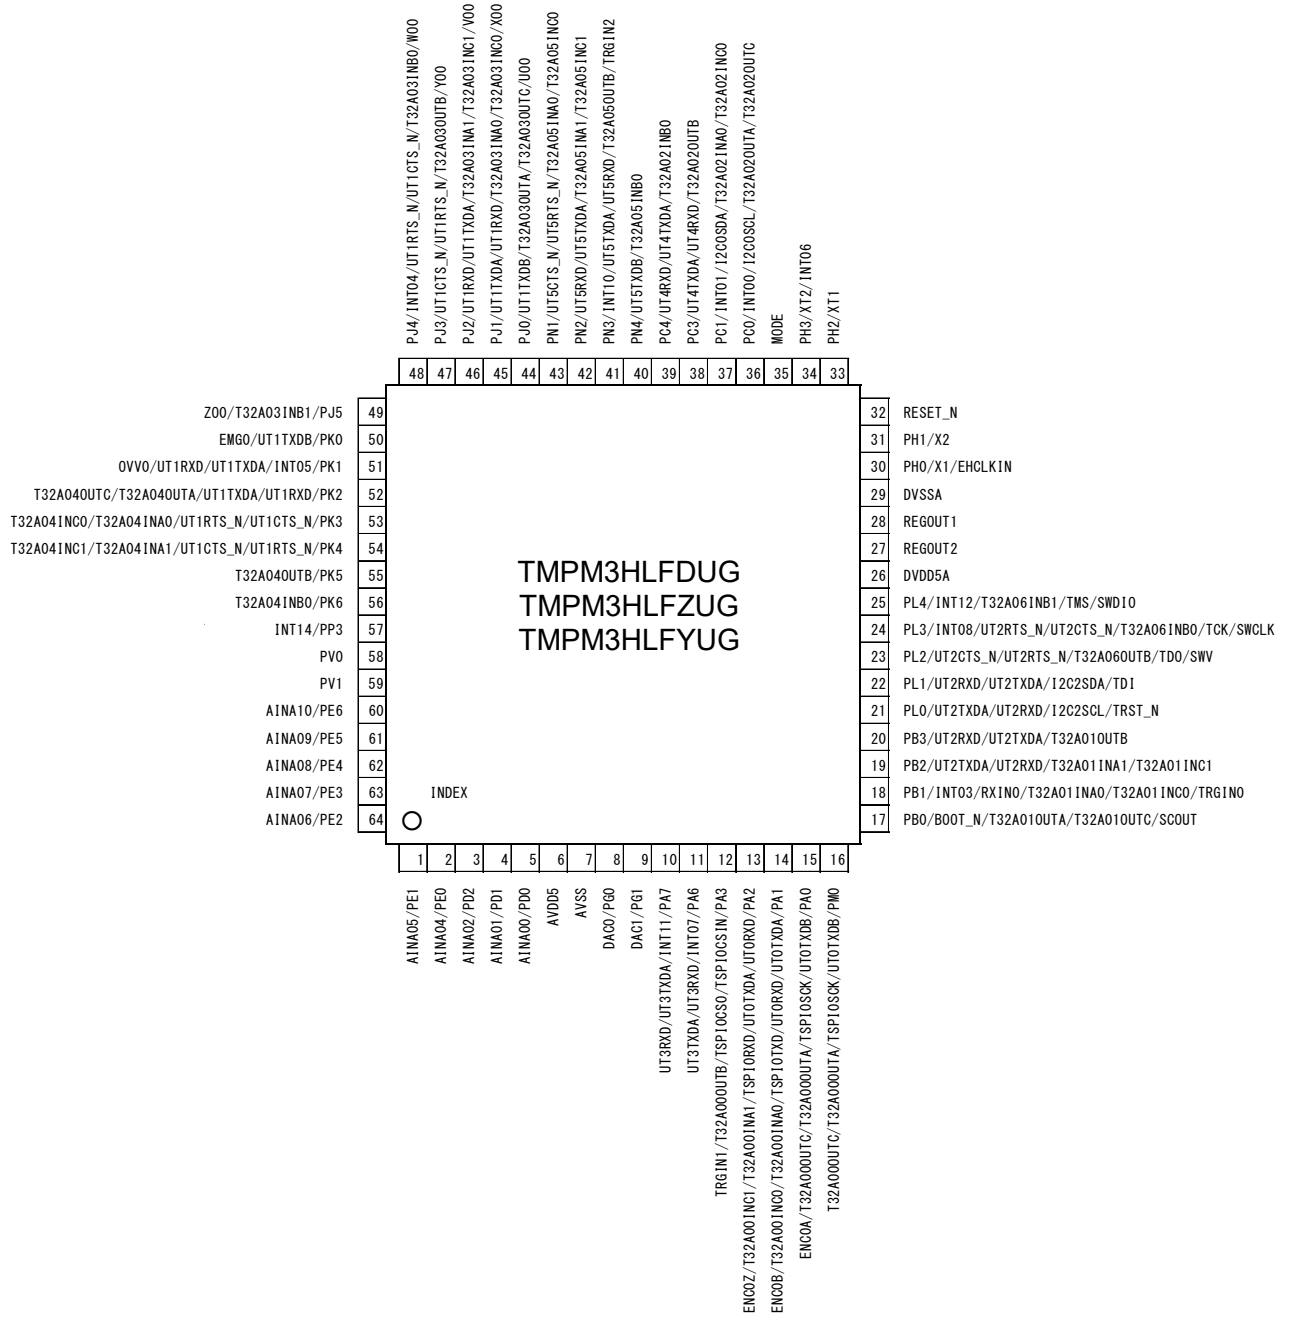 PJ4/INT04/UT1RTS_N/UT1CTS_N/T32A03INB0/WO0
PJ3/UT1CTS_N/UT1RTS_N/T32A03OUTB/YO0
PJ2/UT1RXD/UT1TXDA/T32A03INA1/T32A03INC1/VO0
PJ1/UT1TXDA/UT1RXD/T32A03INA0/T32A03INC0/XO0
PJ0/UT1TXDB/T32A03OUTA/T32A03OUTC/UO0
PN1/UT5CTS_N/UT5RTS_N/T32A05INA0/T32A05INC0
PN2/UT5RXD/UT5TXDA/T32A05INA1/T32A05INC1
PN3/INT10/UT5TXDA/UT5RXD/T32A05OUTB/TRGIN2
PN4/UT5TXDB/T32A05INB0
PC4/UT4RXD/UT4TXDA/T32A02INB0
PC3/UT4TXDA/UT4RXD/T32A02OUTB
PC1/INT01/I2C0SDA/T32A02INA0/T32A02INC0
PC0/INT00/I2C0SCL/T32A02OUTA/T32A02OUTC
MODE
PH3/XT2/INT06
PH2/XT1
48 47 46 45 44 43 42 41 40 39 38 37 36 35 34 33
ZO0/T32A03INB1/PJ5 49
EMG0/UT1TXDB/PK0 50
OVV0/UT1RXD/UT1TXDA/INT05/PK1 51
T32A04OUTC/T32A04OUTA/UT1TXDA/UT1RXD/PK2 52
T32A04INC0/T32A04INA0/UT1RTS_N/UT1CTS_N/PK3 53
T32A04INC1/T32A04INA1/UT1CTS_N/UT1RTS_N/PK4 54
T32A04OUTB/PK5 55
T32A04INB0/PK6 56
INT14/PP3 57
PV0 58
PV1 59
AINA10/PE6 60
AINA09/PE5 61
AINA08/PE4 62
AINA07/PE3 63
AINA06/PE2 64
TMPM3HLFDUG
TMPM3HLFZUG
TMPM3HLFYUG
INDEX
32 RESET_N
31 PH1/X2
30 PH0/X1/EHCLKIN
29 DVSSA
28 REGOUT1
27 REGOUT2
26 DVDD5A
25 PL4/INT12/T32A06INB1/TMS/SWDIO
24 PL3/INT08/UT2RTS_N/UT2CTS_N/T32A06INB0/TCK/SWCLK
23 PL2/UT2CTS_N/UT2RTS_N/T32A06OUTB/TDO/SWV
22 PL1/UT2RXD/UT2TXDA/I2C2SDA/TDI
21 PL0/UT2TXDA/UT2RXD/I2C2SCL/TRST_N
20 PB3/UT2RXD/UT2TXDA/T32A01OUTB
19 PB2/UT2TXDA/UT2RXD/T32A01INA1/T32A01INC1
18 PB1/INT03/RXIN0/T32A01INA0/T32A01INC0/TRGIN0
17 PB0/BOOT_N/T32A01OUTA/T32A01OUTC/SCOUT
1 2 3 4 5 6 7 8 9 10 11 12 13 14 15 16
AINA05/PE1
AINA04/PE0
AINA02/PD2
AINA01/PD1
AINA00/PD0
AVDD5
AVSS
DAC0/PG0
DAC1/PG1
UT3RXD/UT3TXDA/INT11/PA7
UT3TXDA/UT3RXD/INT07/PA6
TRGIN1/T32A00OUTB/TSPI0CS0/TSPI0CSIN/PA3
ENC0Z/T32A00INC1/T32A00INA1/TSPI0RXD/UT0TXDA/UT0RXD/PA2
ENC0B/T32A00INC0/T32A00INA0/TSPI0TXD/UT0RXD/UT0TXDA/PA1
ENC0A/T32A00OUTC/T32A00OUTA/TSPI0SCK/UT0TXDB/PA0
T32A00OUTC/T32A00OUTA/TSPI0SCK/UT0TXDB/PM0